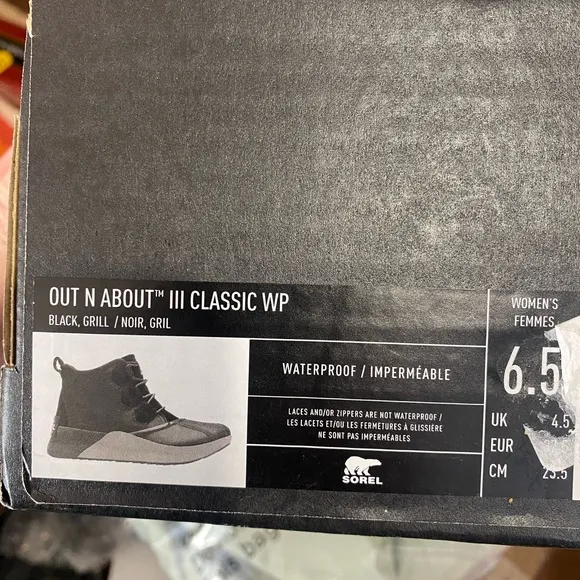 OUT N ABOUT™ III CLASSIC WP
BLACK, GRILL / NOIR, GRIL
WATERPROOF / IMPERMÉABLE
LACES AND/OR ZIPPERS ARE NOT WATERPROOF /
LES LACETS ET/OU LES FERMETURES À GLISSIÈRE
NE SONT PAS IMPERMÉABLES
SOREL
WOMEN'S
FEMMES
6.5
UK 4.5
EUR
CM 23.5